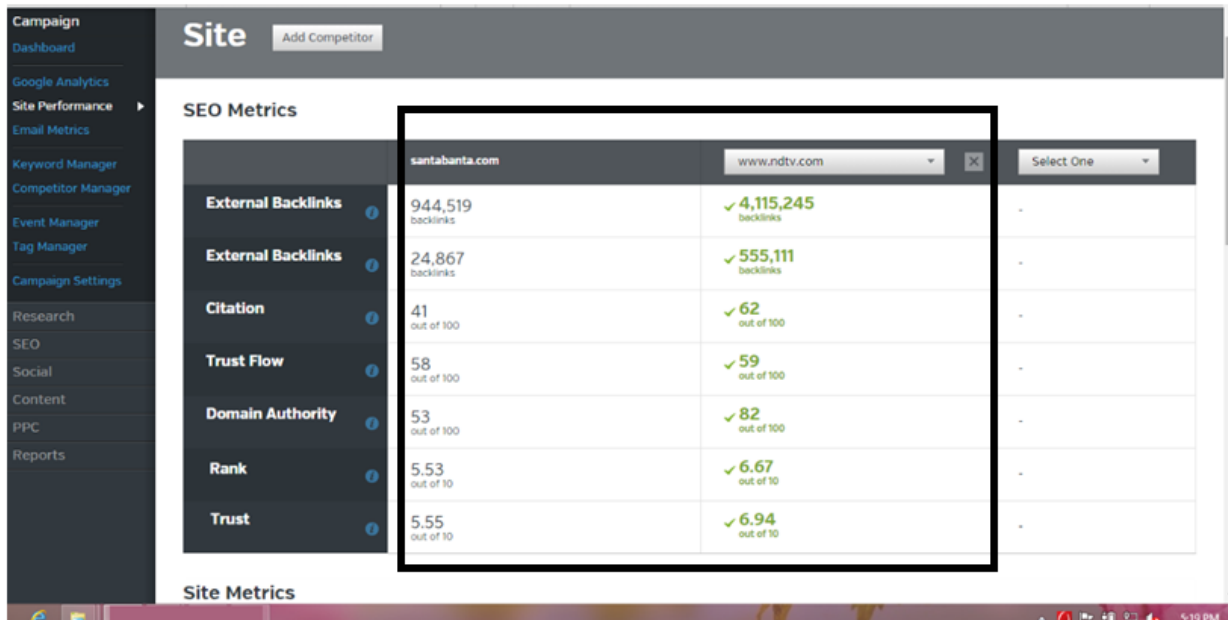 Campaign
Dashboard
Google Analytics
Site Performance
Email Metrics
Keyword Manager
Competitor Manager
Event Manager
Tag Manager
Campaign Settings
Research
SEO
Social
Content
PPC
Reports
Site Add Competitor
SEO Metrics
santabanta.com www.ndtv.com Select One
External Backlinks 944,519 4,115,245 -
backlinks backlinks
External Backlinks 24,867 555,111 -
backlinks backlinks
Citation 41 62 -
out of 100 out of 100
Trust Flow 58 59 -
out of 100 out of 100
Domain Authority 53 82 -
out of 100 out of 100
Rank 5.53 6.67 -
out of 10 out of 10
Trust 5.55 6.94 -
out of 10 out of 10
Site Metrics
5:19 PM